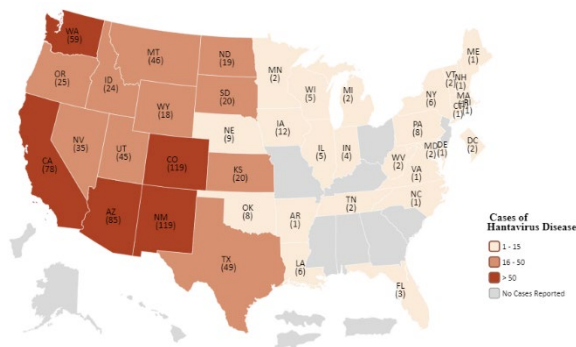 WA
(59)
MT
(46)
ND
(19)
MN
(2)
ME
(1)
OR
(25)
ID
(24)
SD
(20)
WI
(5)
MI
(2)
VT
(2)
NH
(1)
NY
(6)
MA
(1)
RI
(1)
WY
(18)
NE
(9)
IA
(12)
PA
(8)
NV
(35)
UT
(45)
CO
(119)
KS
(20)
IL
(5)
IN
(4)
MD
(2)
DE
(1)
DC
(2)
WV
(2)
VA
(1)
CA
(78)
AZ
(85)
NM
(119)
OK
(8)
AR
(1)
TN
(2)
NC
(1)
TX
(49)
LA
(6)
FL
(3)
Cases of
Hantavirus Disease
1 - 15
16 - 50
> 50
No Cases Reported